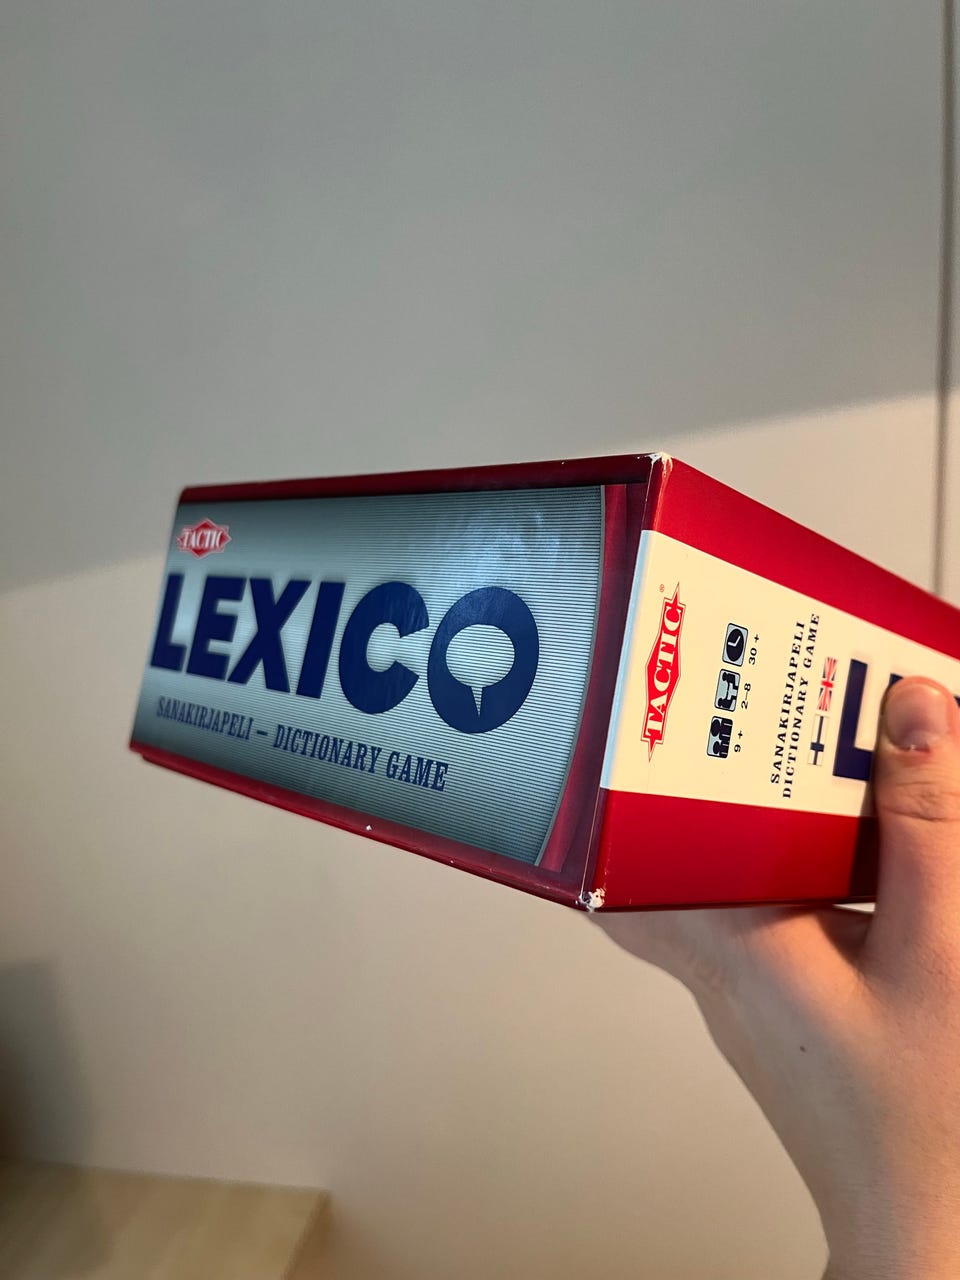 TACTIC
LEXICO
SANAKIRJAPELI – DICTIONARY GAME
TACTIC®
9+
2–8
30+
SANAKIRJAPELI
DICTIONARY GAME
L